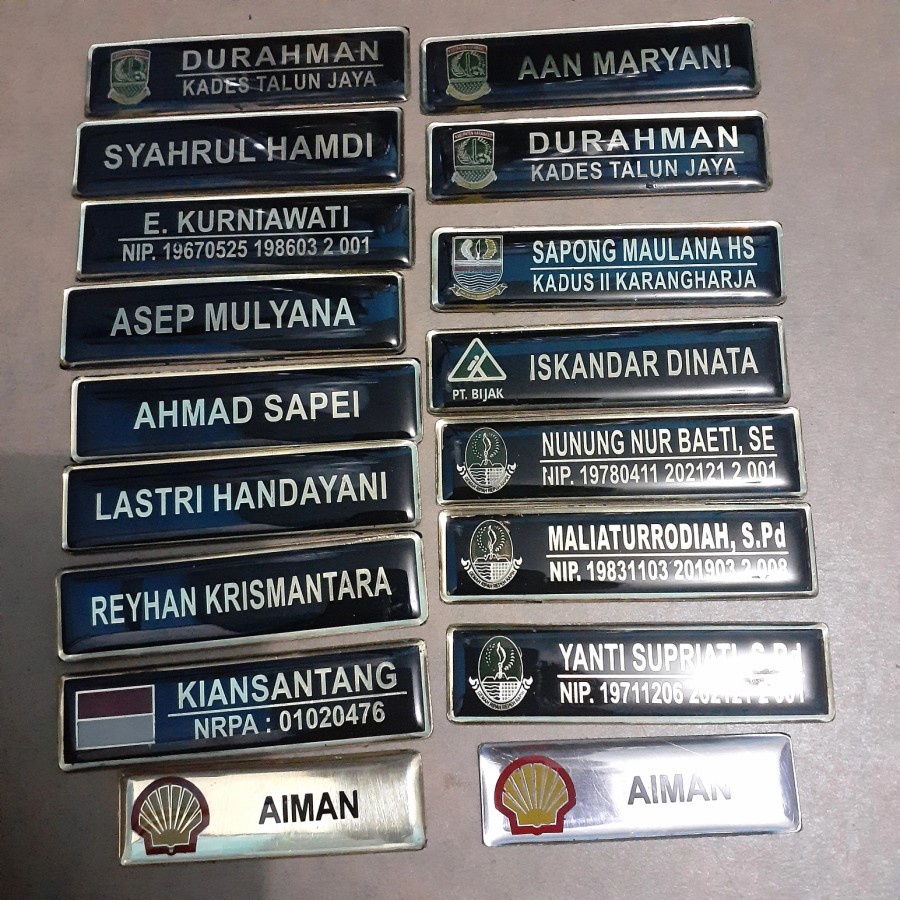 DURAHMAN
KADES TALUN JAYA
SYAHRUL HAMDI
E. KURNIAWATI
NIP. 19670525 198603 2 001
ASEP MULYANA
AHMAD SAPEI
LASTRI HANDAYANI
REYHAN KRISMANTARA
KIANSANTANG
NRPA : 01020476
AIMAN
AAN MARYANI
DURAHMAN
KADES TALUN JAYA
SAPONG MAULANA HS
KADUS II KARANGHARJA
PT. BIJAK
ISKANDAR DINATA
NUNUNG NUR BAETI, SE
NIP. 19780411 202121 2 001
MALIATURRODIAH, S.Pd
NIP. 19831103 201903 2 008
YANTI SUPRIATI, S.Pd
NIP. 19711206
AIMAN